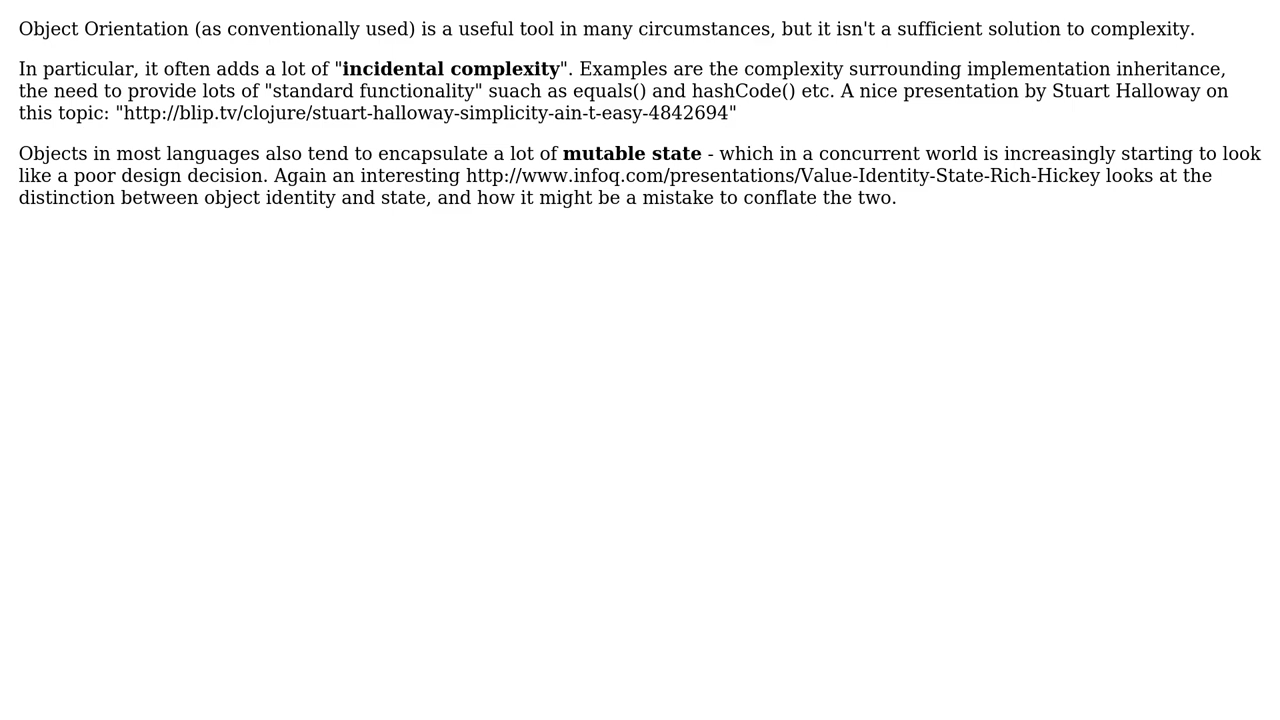 Object Orientation (as conventionally used) is a useful tool in many circumstances, but it isn't a sufficient solution to complexity.
In particular, it often adds a lot of "incidental complexity". Examples are the complexity surrounding implementation inheritance,
the need to provide lots of "standard functionality" suach as equals() and hashCode() etc. A nice presentation by Stuart Halloway on
this topic: "http://blip.tv/clojure/stuart-halloway-simplicity-ain-t-easy-4842694"
Objects in most languages also tend to encapsulate a lot of mutable state - which in a concurrent world is increasingly starting to look
like a poor design decision. Again an interesting http://www.infoq.com/presentations/Value-Identity-State-Rich-Hickey looks at the
distinction between object identity and state, and how it might be a mistake to conflate the two.